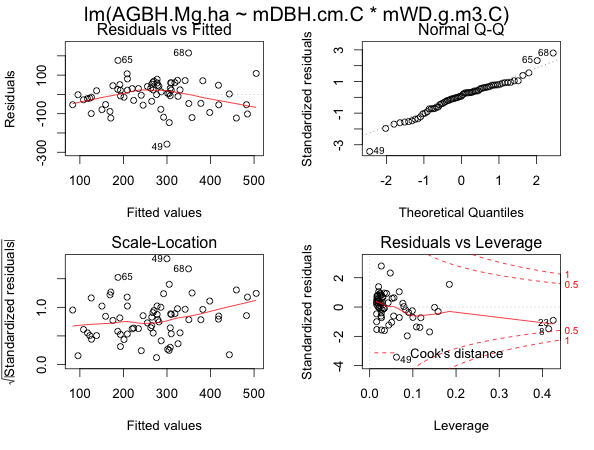 lm(AGBH.Mg.ha ~ mDBH.cm.C * mWD.g.m3.C)
Residuals vs Fitted
Residuals
100
-100
-300
65
68
49
100 200 300 400 500
Fitted values
Normal Q-Q
Standardized residuals
3
1
-1
-3
68
65
49
-2 -1 0 1 2
Theoretical Quantiles
Scale-Location
√|Standardized residuals|
1.0
0.0
49
68
65
100 200 300 400 500
Fitted values
Residuals vs Leverage
Standardized residuals
2
0
-2
-4
1
0.5
0.5
1
23
8
49
Cook's distance
0.0 0.1 0.2 0.3 0.4
Leverage